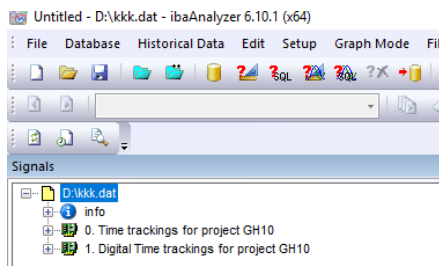 Untitled - D:\kkk.dat - ibaAnalyzer 6.10.1 (x64)
File Database Historical Data Edit Setup Graph Mode Fi
?SQL
Signals
D:\kkk.dat
info
0. Time trackings for project GH10
1. Digital Time trackings for project GH10